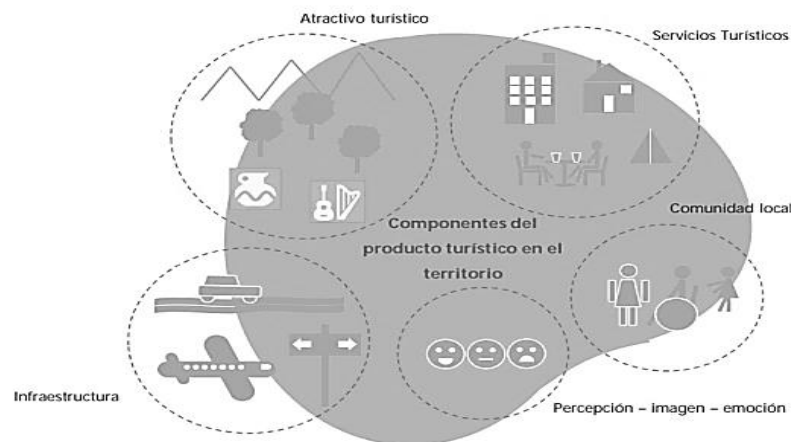 Atractivo turístico
Servicios Turísticos
Comunidad local
Componentes del
producto turístico en el
territorio
Infraestructura
Percepción – imagen – emoción